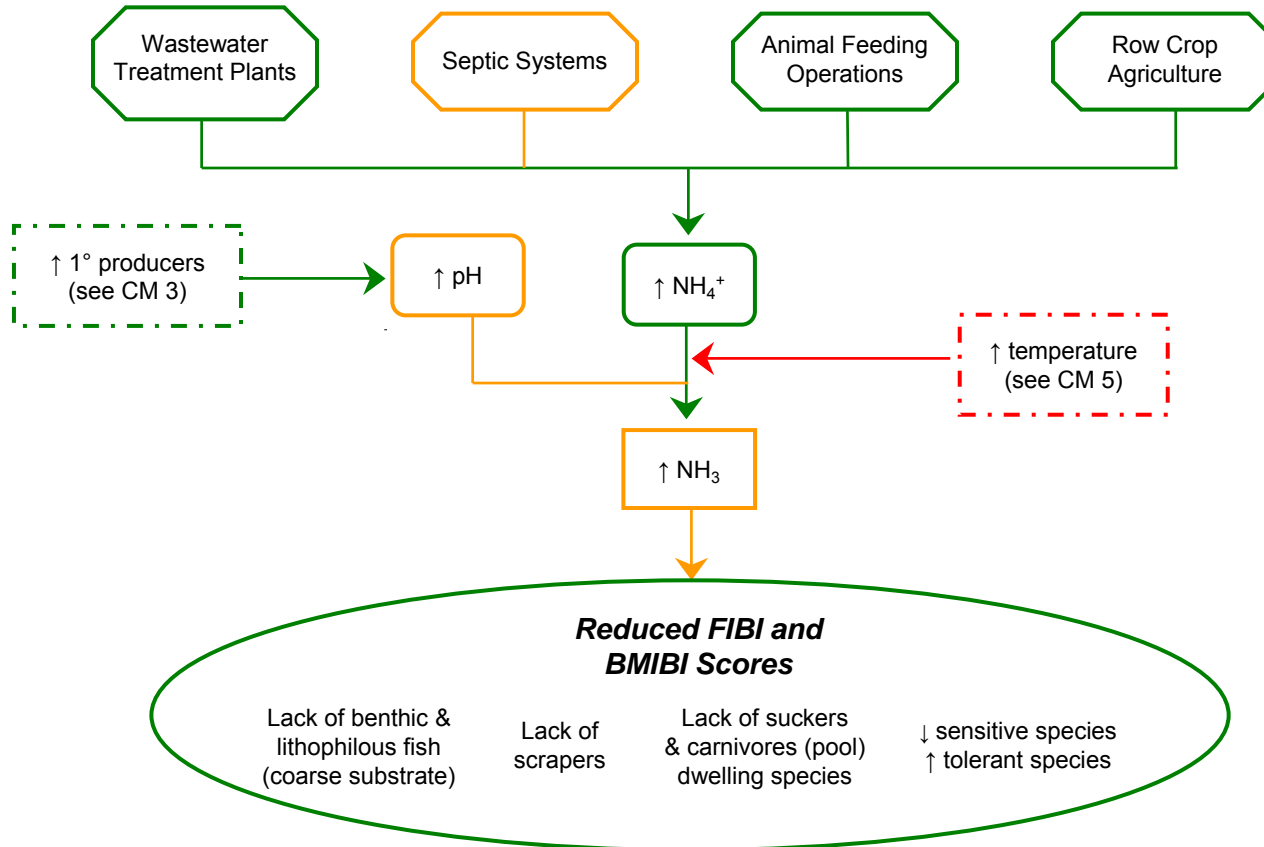 Wastewater
Treatment Plants
Septic Systems
Animal Feeding
Operations
Row Crop
Agriculture
↑ 1° producers
(see CM 3)
↑ pH
↑ NH₄⁺
↑ temperature
(see CM 5)
↑ NH₃
Reduced FIBI and
BMIBI Scores
Lack of benthic &
lithophilous fish
(coarse substrate)
Lack of
scrapers
Lack of suckers
& carnivores (pool)
dwelling species
↓ sensitive species
↑ tolerant species